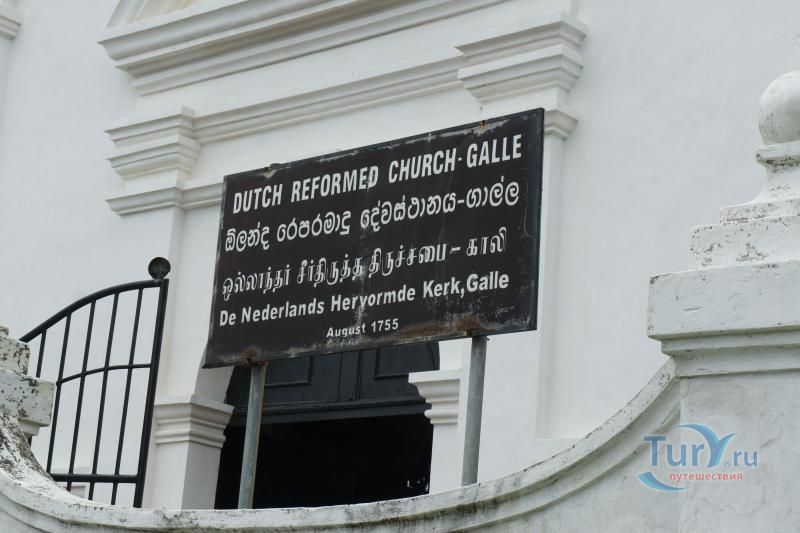 DUTCH REFORMED CHURCH-GALLE
ඕලන්ද රෙපරමාදු දේවස්ථානය-ගාල්ල
ஒல்லாந்தர் சீர்திருத்த திருச்சபை - காலி
De Nederlands Hervormde Kerk,Galle
August 1755
Tury.ru
путешествия